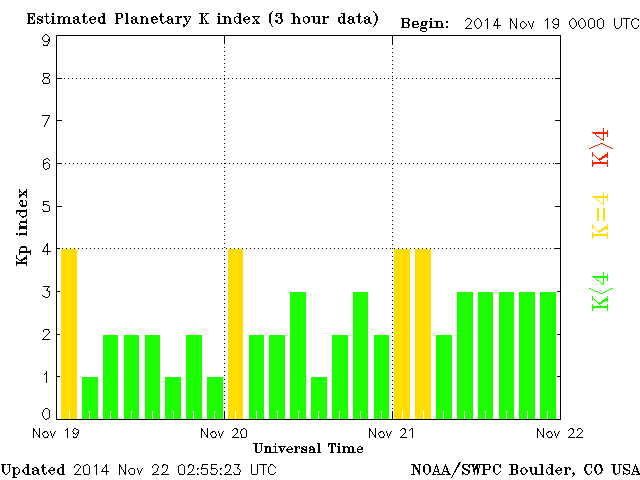 Estimated Planetary K index (3 hour data) Begin: 2014 Nov 19 0000 UTC
9
8
7
6
5
4
3
2
1
0
Kp index
K>4
K=4
K<4
Nov 19 Nov 20 Nov 21 Nov 22
Universal Time
Updated 2014 Nov 22 02:55:23 UTC NOAA/SWPC Boulder, CO USA